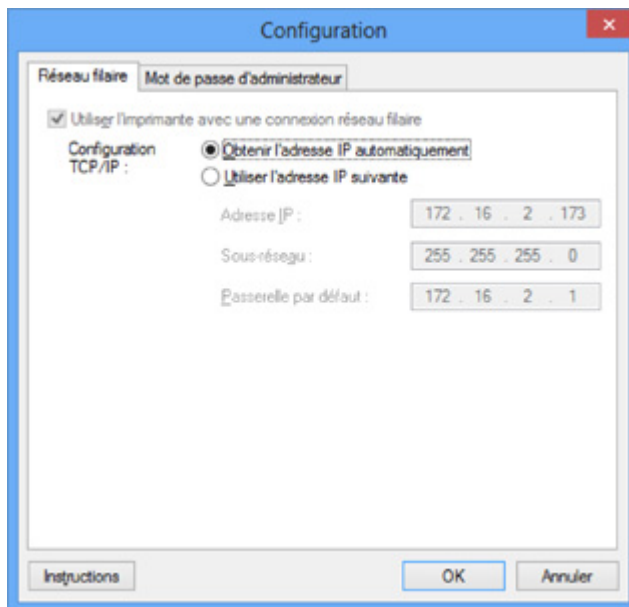 Configuration
Réseau filaire Mot de passe d'administrateur
Utiliser l'imprimante avec une connexion réseau filaire
Configuration TCP/IP :
Obtenir l'adresse IP automatiquement
Utiliser l'adresse IP suivante
Adresse IP : 172 . 16 . 2 . 173
Sous-réseau : 255 . 255 . 255 . 0
Passerelle par défaut : 172 . 16 . 2 . 1
Instructions OK Annuler